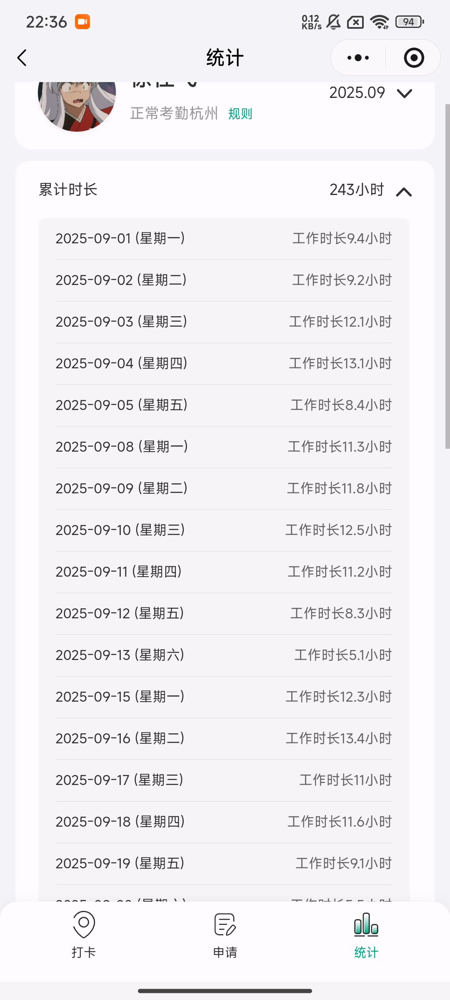 22:36
0.12
KB/s
94
统计
2025.09
正常考勤杭州 规则
累计时长 243小时
2025-09-01 (星期一) 工作时长9.4小时
2025-09-02 (星期二) 工作时长9.2小时
2025-09-03 (星期三) 工作时长12.1小时
2025-09-04 (星期四) 工作时长13.1小时
2025-09-05 (星期五) 工作时长8.4小时
2025-09-08 (星期一) 工作时长11.3小时
2025-09-09 (星期二) 工作时长11.8小时
2025-09-10 (星期三) 工作时长12.5小时
2025-09-11 (星期四) 工作时长11.2小时
2025-09-12 (星期五) 工作时长8.3小时
2025-09-13 (星期六) 工作时长5.1小时
2025-09-15 (星期一) 工作时长12.3小时
2025-09-16 (星期二) 工作时长13.4小时
2025-09-17 (星期三) 工作时长11小时
2025-09-18 (星期四) 工作时长11.6小时
2025-09-19 (星期五) 工作时长9.1小时
打卡
申请
统计